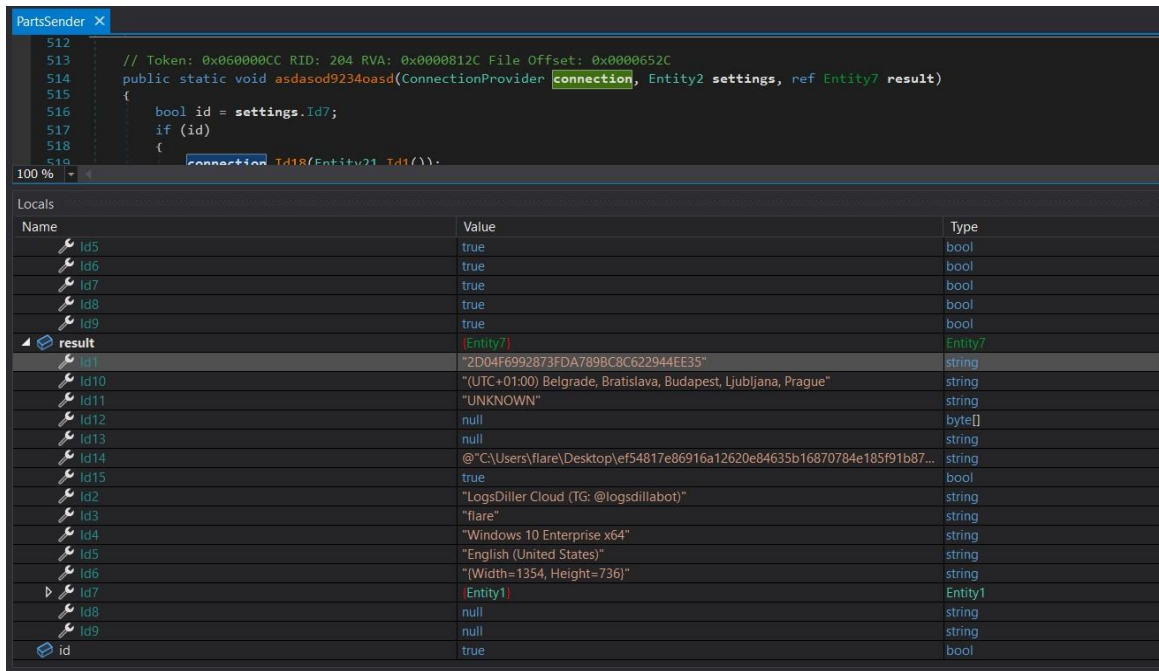 PartsSender ×
512
513 // Token: 0x060000CC RID: 204 RVA: 0x0000812C File Offset: 0x0000652C
514 public static void asdasod9234oasd(ConnectionProvider connection, Entity2 settings, ref Entity7 result)
515 {
516 bool id = settings.Id7;
517 if (id)
518 {
519 connection.Id18(Entity21.Id1());
100 %
Locals
Name Value Type
Id5 true bool
Id6 true bool
Id7 true bool
Id8 true bool
Id9 true bool
result {Entity7} Entity7
Id1 "2D04F6992873FDA789BC8C622944EE35" string
Id10 "(UTC+01:00) Belgrade, Bratislava, Budapest, Ljubljana, Prague" string
Id11 "UNKNOWN" string
Id12 null byte[]
Id13 null string
Id14 @"C:\Users\flare\Desktop\ef54817e86916a12620e84635b16870784e185f91b87... string
Id15 true bool
Id2 "LogsDiller Cloud (TG: @logsdillabot)" string
Id3 "flare" string
Id4 "Windows 10 Enterprise x64" string
Id5 "English (United States)" string
Id6 "{Width=1354, Height=736}" string
Id7 {Entity1} Entity1
Id8 null string
Id9 null string
id true bool